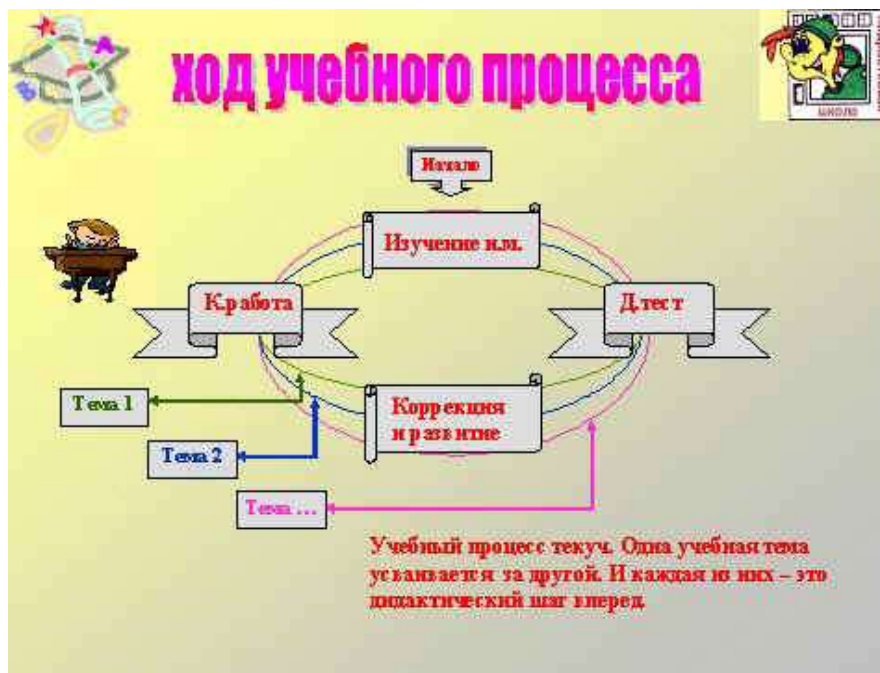 ход учебного процесса
школа
Начало
Изучение н.м.
К.работа
Д.тест
Тема 1
Коррекция
и развитие
Тема 2
Тема ...
Учебный процесс текуч. Одна учебная тема
усваивается за другой. И каждая из них – это
дидактический шаг вперед.